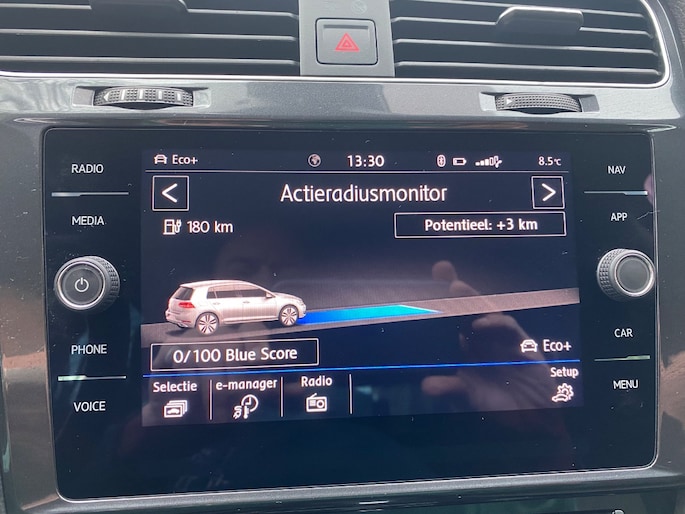 RADIO
MEDIA
PHONE
VOICE
Eco+
13:30
8.5°C
Actieradiusmonitor
180 km
Potentieel: +3 km
0/100 Blue Score
Eco+
Selectie
e-manager
Radio
Setup
NAV
APP
CAR
MENU